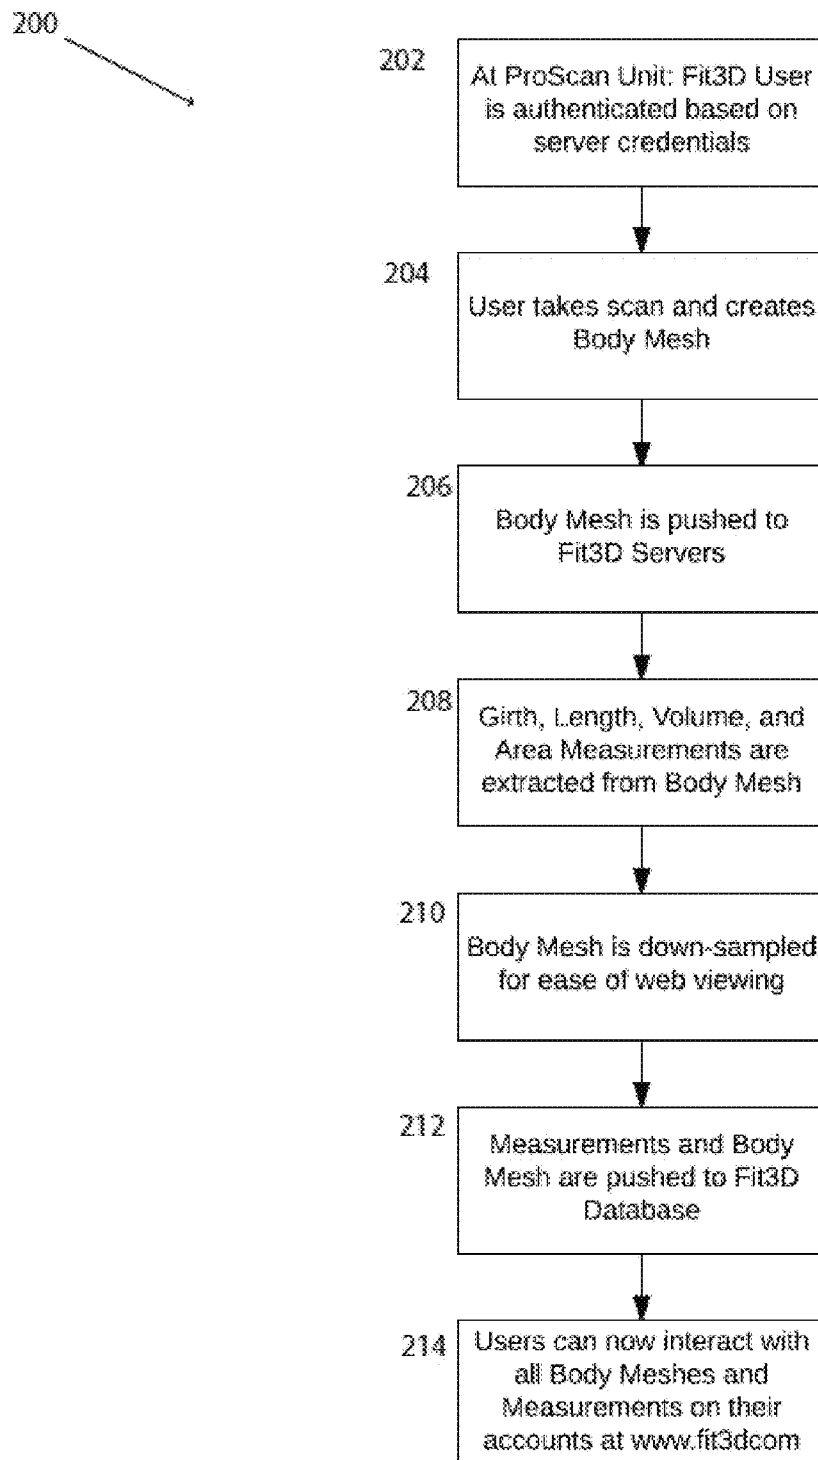 200
202
At ProScan Unit: Fit3D User
is authenticated based on
server credentials
204
User takes scan and creates
Body Mesh
206
Body Mesh is pushed to
Fit3D Servers
208
Girth, Length, Volume, and
Area Measurements are
extracted from Body Mesh
210
Body Mesh is down-sampled
for ease of web viewing
212
Measurements and Body
Mesh are pushed to Fit3D
Database
214
Users can now interact with
all Body Meshes and
Measurements on their
accounts at www.fit3dcom